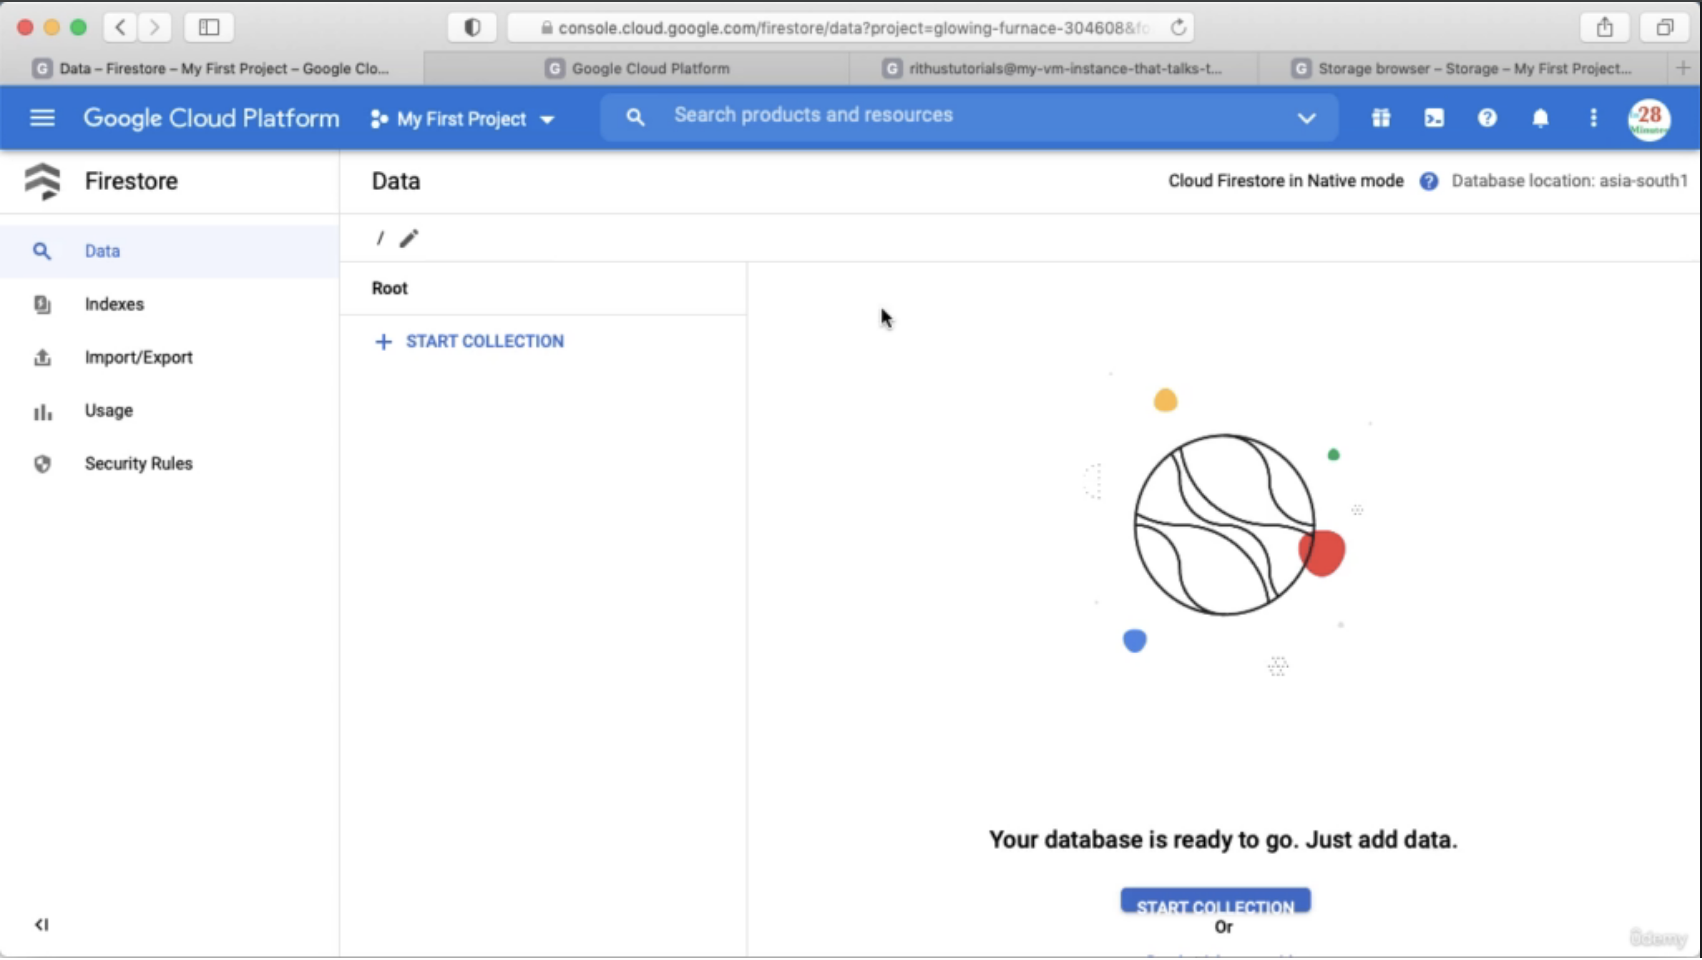 console.cloud.google.com/firestore/data?project=glowing-furnace-304608&fo
G Data – Firestore – My First Project – Google Clo...
G Google Cloud Platform
G rithustutorials@my-vm-instance-that-talks-t...
G Storage browser – Storage – My First Project...
Google Cloud Platform
My First Project
Search products and resources
28
Minutes
Firestore
Data
Cloud Firestore in Native mode
Database location: asia-south1
/
Data
Indexes
Import/Export
Usage
Security Rules
Root
+ START COLLECTION
Your database is ready to go. Just add data.
START COLLECTION
Or
ûdemy